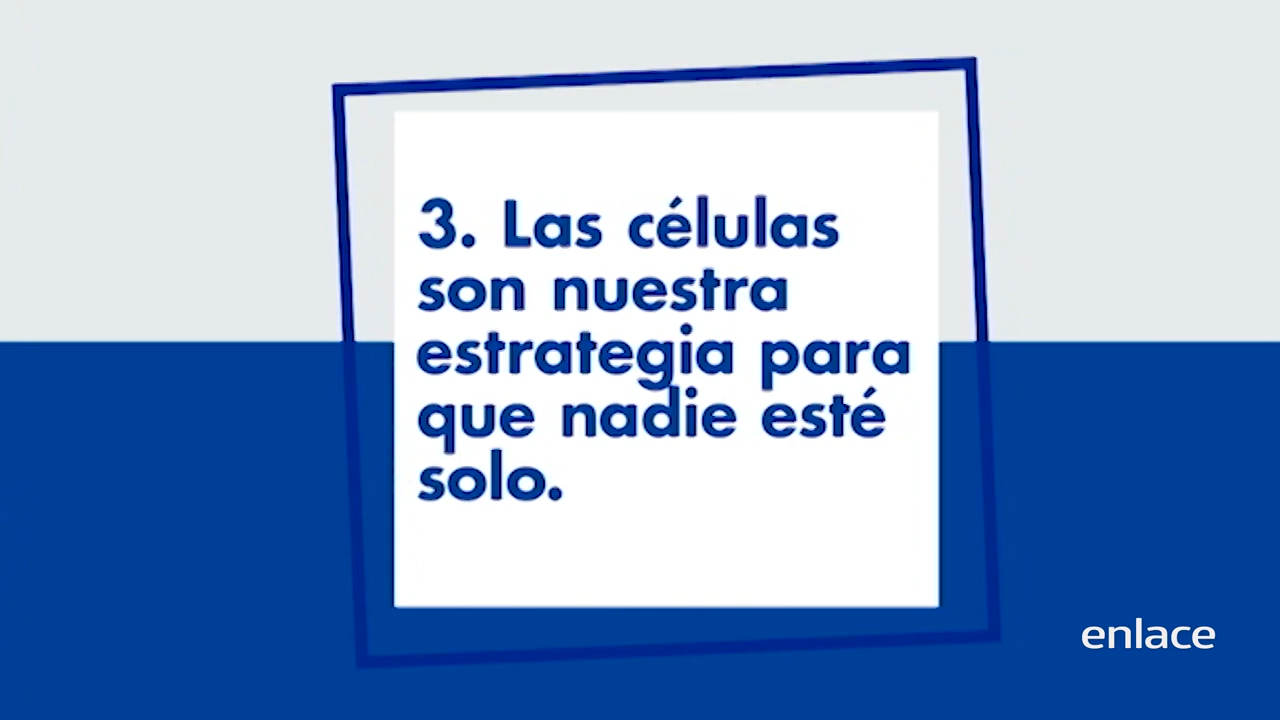 3. Las células
son nuestra
estrategia para
que nadie esté
solo.
enlace